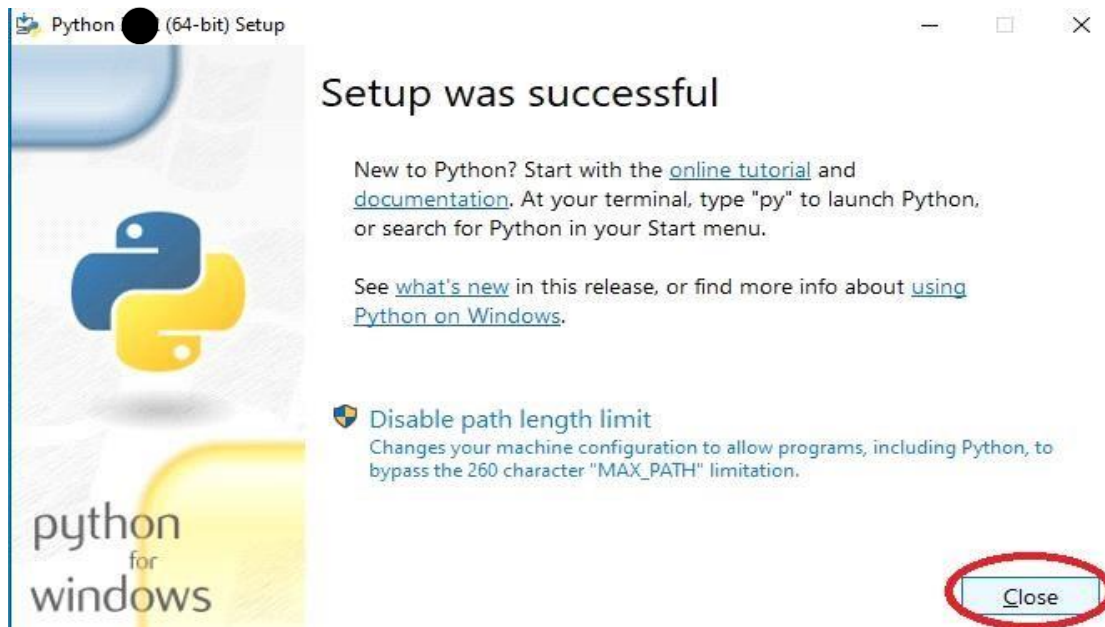 Python (64-bit) Setup
Setup was successful
New to Python? Start with the online tutorial and
documentation. At your terminal, type "py" to launch Python,
or search for Python in your Start menu.
See what's new in this release, or find more info about using
Python on Windows.
Disable path length limit
Changes your machine configuration to allow programs, including Python, to
bypass the 260 character "MAX_PATH" limitation.
python
for
windows
Close